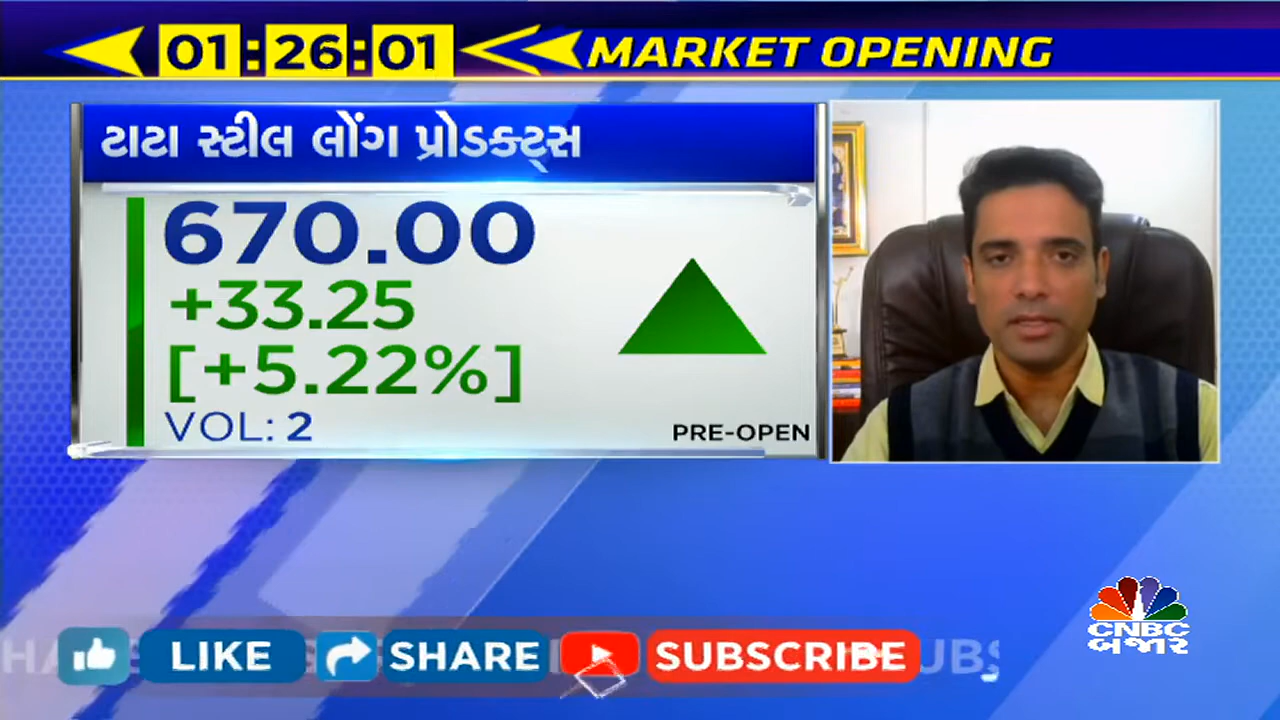 01:26:01 MARKET OPENING
ટાટા સ્ટીલ લોંગ પ્રોડક્ટ્સ
670.00
+33.25
[+5.22%]
VOL: 2
PRE-OPEN
CNBC
બજાર
LIKE SHARE SUBSCRIBE